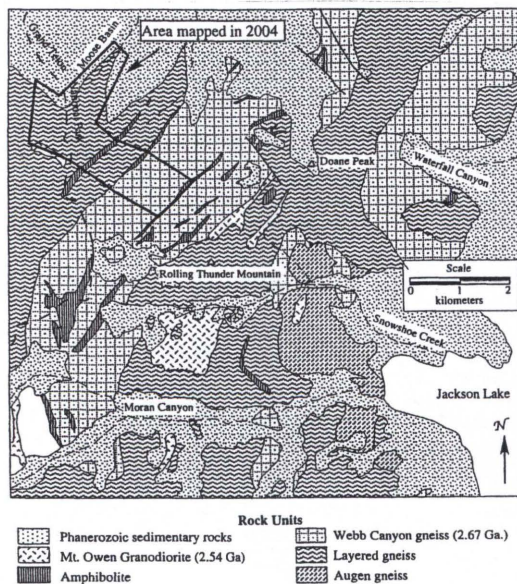 Area mapped in 2004
Moose Basin
Doane Peak
Waterfall Canyon
Rolling Thunder Mountain
Scale
0 1 2
kilometers
Snowshoe Creek
Jackson Lake
Moran Canyon
N
Rock Units
Phanerozoic sedimentary rocks
Mt. Owen Granodiorite (2.54 Ga)
Amphibolite
Webb Canyon gneiss (2.67 Ga.)
Layered gneiss
Augen gneiss